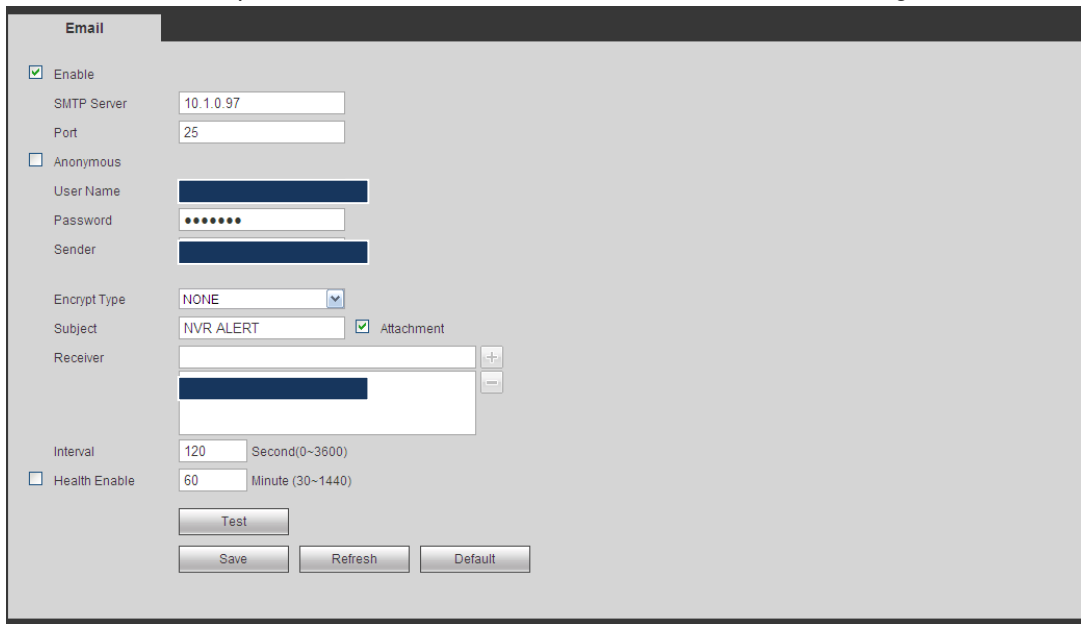 Email
Enable
SMTP Server 10.1.0.97
Port 25
Anonymous
User Name
Password •••••••
Sender
Encrypt Type NONE
Subject NVR ALERT Attachment
Receiver
Interval 120 Second(0~3600)
Health Enable 60 Minute (30~1440)
Test
Save Refresh Default